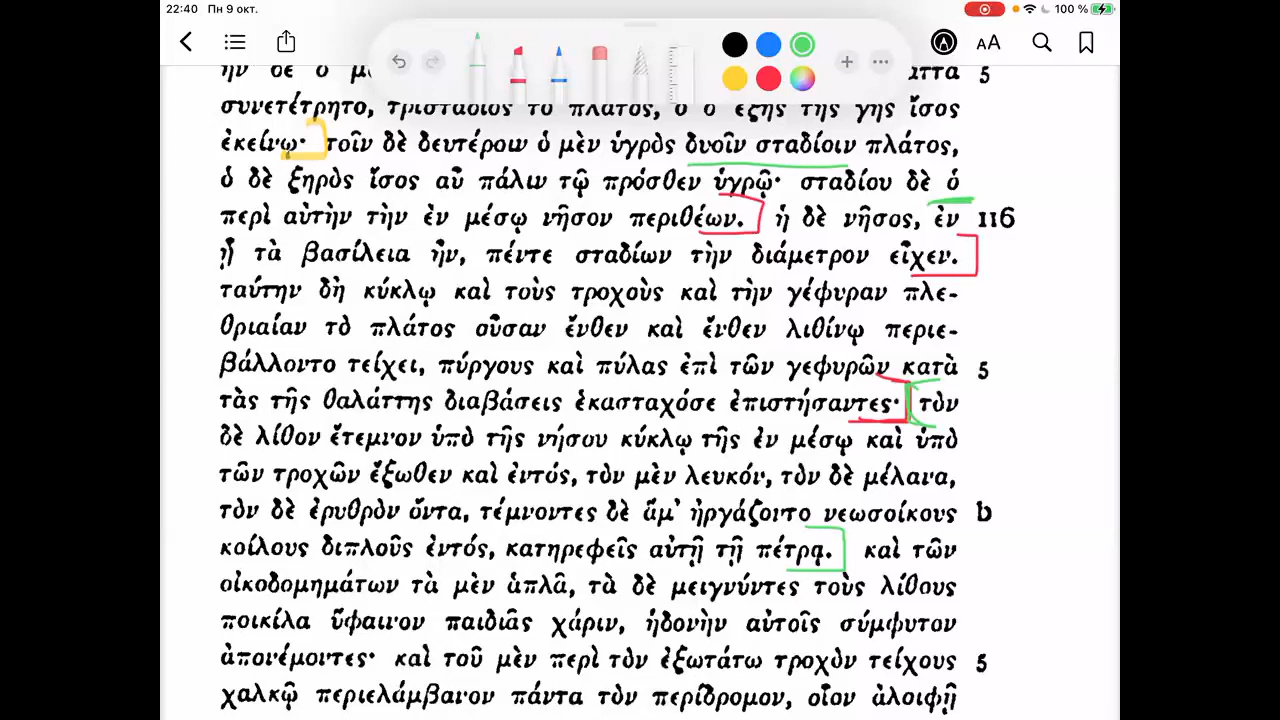 22:40 Пн 9 окт. 100 %
AA
ἦν δὲ ὁ 5
συνετέτρητο, τριστάδιος τὸ πλάτος, ὁ δ᾽ ἑξῆς τῆς γῆς ἴσος
ἐκείνῳ· τοῖν δὲ δευτέροιν ὁ μὲν ὑγρὸς δυοῖν σταδίοιν πλάτος,
ὁ δὲ ξηρὸς ἴσος αὖ πάλιν τῷ πρόσθεν ὑγρῷ· σταδίου δὲ ὁ
περὶ αὐτὴν τὴν ἐν μέσῳ νῆσον περιθέων. ἡ δὲ νῆσος, ἐν 116
ᾗ τὰ βασίλεια ἦν, πέντε σταδίων τὴν διάμετρον εἶχεν.
ταύτην δὴ κύκλῳ καὶ τοὺς τροχοὺς καὶ τὴν γέφυραν πλε-
θριαίαν τὸ πλάτος οὖσαν ἔνθεν καὶ ἔνθεν λιθίνῳ περιε-
βάλλοντο τείχει, πύργους καὶ πύλας ἐπὶ τῶν γεφυρῶν κατὰ 5
τὰς τῆς θαλάττης διαβάσεις ἑκασταχόσε ἐπιστήσαντες· τὸν
δὲ λίθον ἔτεμνον ὑπὸ τῆς νήσου κύκλῳ τῆς ἐν μέσῳ καὶ ὑπὸ
τῶν τροχῶν ἔξωθεν καὶ ἐντός, τὸν μὲν λευκόν, τὸν δὲ μέλανα,
τὸν δὲ ἐρυθρὸν ὄντα, τέμνοντες δὲ ἅμ᾽ ἠργάζοντο νεωσοίκους b
κοίλους διπλοῦς ἐντός, κατηρεφεῖς αὐτῇ τῇ πέτρᾳ. καὶ τῶν
οἰκοδομημάτων τὰ μὲν ἁπλᾶ, τὰ δὲ μειγνύντες τοὺς λίθους
ποικίλα ὕφαινον παιδιᾶς χάριν, ἡδονὴν αὐτοῖς σύμφυτον
ἀπονέμοντες· καὶ τοῦ μὲν περὶ τὸν ἐξωτάτω τροχὸν τείχους 5
χαλκῷ περιελάμβανον πάντα τὸν περίδρομον, οἷον ἀλοιφῇ